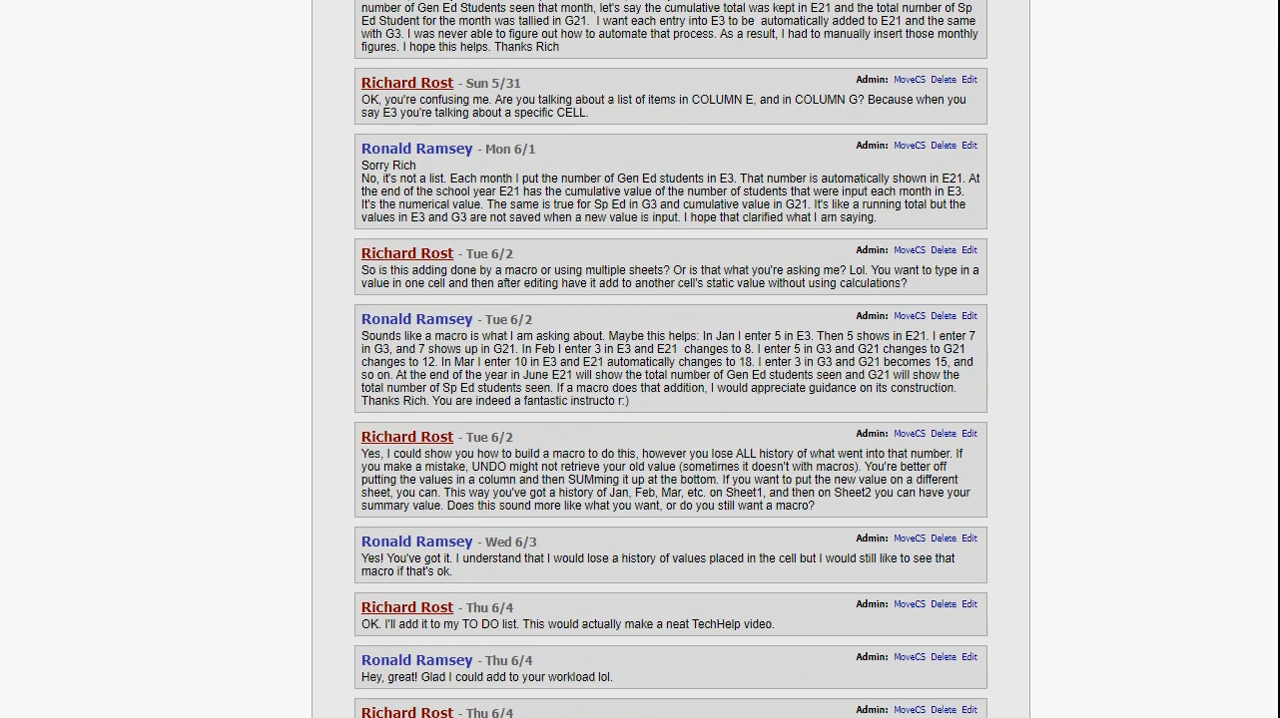 number of Gen Ed Students seen that month, let's say the cumulative total was kept in E21 and the total number of Sp
Ed Student for the month was tallied in G21. I want each entry into E3 to be automatically added to E21 and the same
with G3. I was never able to figure out how to automate that process. As a result, I had to manually insert those monthly
figures. I hope this helps. Thanks Rich
Richard Rost - Sun 5/31 Admin: MoveCS Delete Edit
OK, you're confusing me. Are you talking about a list of items in COLUMN E, and in COLUMN G? Because when you
say E3 you're talking about a specific CELL.
Ronald Ramsey - Mon 6/1 Admin: MoveCS Delete Edit
Sorry Rich
No, it's not a list. Each month I put the number of Gen Ed students in E3. That number is automatically shown in E21. At
the end of the school year E21 has the cumulative value of the number of students that were input each month in E3.
It's the numerical value. The same is true for Sp Ed in G3 and cumulative value in G21. It's like a running total but the
values in E3 and G3 are not saved when a new value is input. I hope that clarified what I am saying.
Richard Rost - Tue 6/2 Admin: MoveCS Delete Edit
So is this adding done by a macro or using multiple sheets? Or is that what you're asking me? Lol. You want to type in a
value in one cell and then after editing have it add to another cell's static value without using calculations?
Ronald Ramsey - Tue 6/2 Admin: MoveCS Delete Edit
Sounds like a macro is what I am asking about. Maybe this helps: In Jan I enter 5 in E3. Then 5 shows in E21. I enter 7
in G3, and 7 shows up in G21. In Feb I enter 3 in E3 and E21 changes to 8. I enter 5 in G3 and G21 changes to G21
changes to 12. In Mar I enter 10 in E3 and E21 automatically changes to 18. I enter 3 in G3 and G21 becomes 15, and
so on. At the end of the year in June E21 will show the total number of Gen Ed students seen and G21 will show the
total number of Sp Ed students seen. If a macro does that addition, I would appreciate guidance on its construction.
Thanks Rich. You are indeed a fantastic instructo r:)
Richard Rost - Tue 6/2 Admin: MoveCS Delete Edit
Yes, I could show you how to build a macro to do this, however you lose ALL history of what went into that number. If
you make a mistake, UNDO might not retrieve your old value (sometimes it doesn't with macros). You're better off
putting the values in a column and then SUMming it up at the bottom. If you want to put the new value on a different
sheet, you can. This way you've got a history of Jan, Feb, Mar, etc. on Sheet1, and then on Sheet2 you can have your
summary value. Does this sound more like what you want, or do you still want a macro?
Ronald Ramsey - Wed 6/3 Admin: MoveCS Delete Edit
Yes! You've got it. I understand that I would lose a history of values placed in the cell but I would still like to see that
macro if that's ok.
Richard Rost - Thu 6/4 Admin: MoveCS Delete Edit
OK. I'll add it to my TO DO list. This would actually make a neat TechHelp video.
Ronald Ramsey - Thu 6/4 Admin: MoveCS Delete Edit
Hey, great! Glad I could add to your workload lol.
Richard Rost - Thu 6/4 Admin: MoveCS Delete Edit